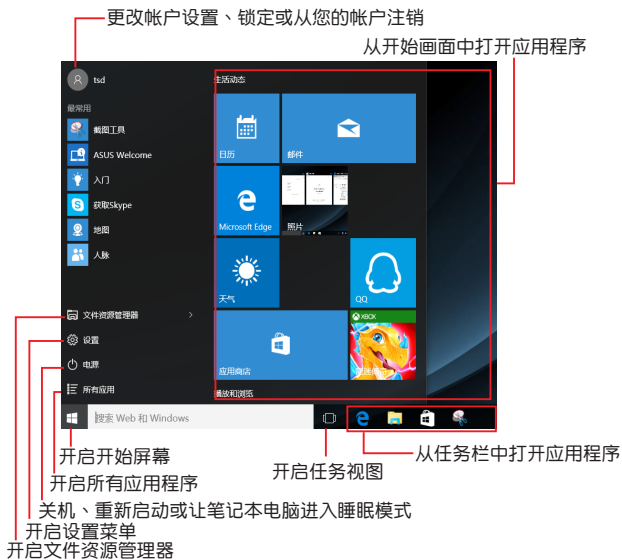 更改帐户设置、锁定或从您的帐户注销
从开始画面中打开应用程序
tsd
生活动态
最常用
截图工具
ASUS Welcome
入门
获取Skype
地图
人脉
日历
邮件
Microsoft Edge
照片
天气
QQ
XBOX
应用商店
播放和浏览
文件资源管理器
设置
电源
所有应用
搜索 Web 和 Windows
开启开始屏幕
开启任务视图
从任务栏中打开应用程序
开启所有应用程序
关机、重新启动或让笔记本电脑进入睡眠模式
开启设置菜单
开启文件资源管理器